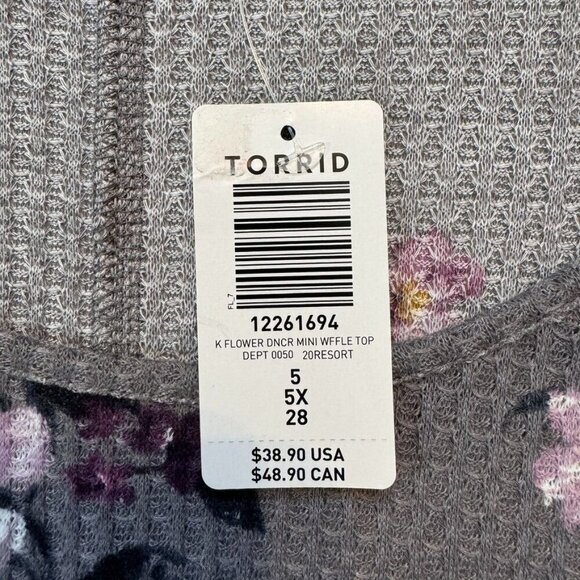 TORRID
FL_7
12261694
K FLOWER DNCR MINI WFFLE TOP
DEPT 0050 20RESORT
5
5X
28
$38.90 USA
$48.90 CAN